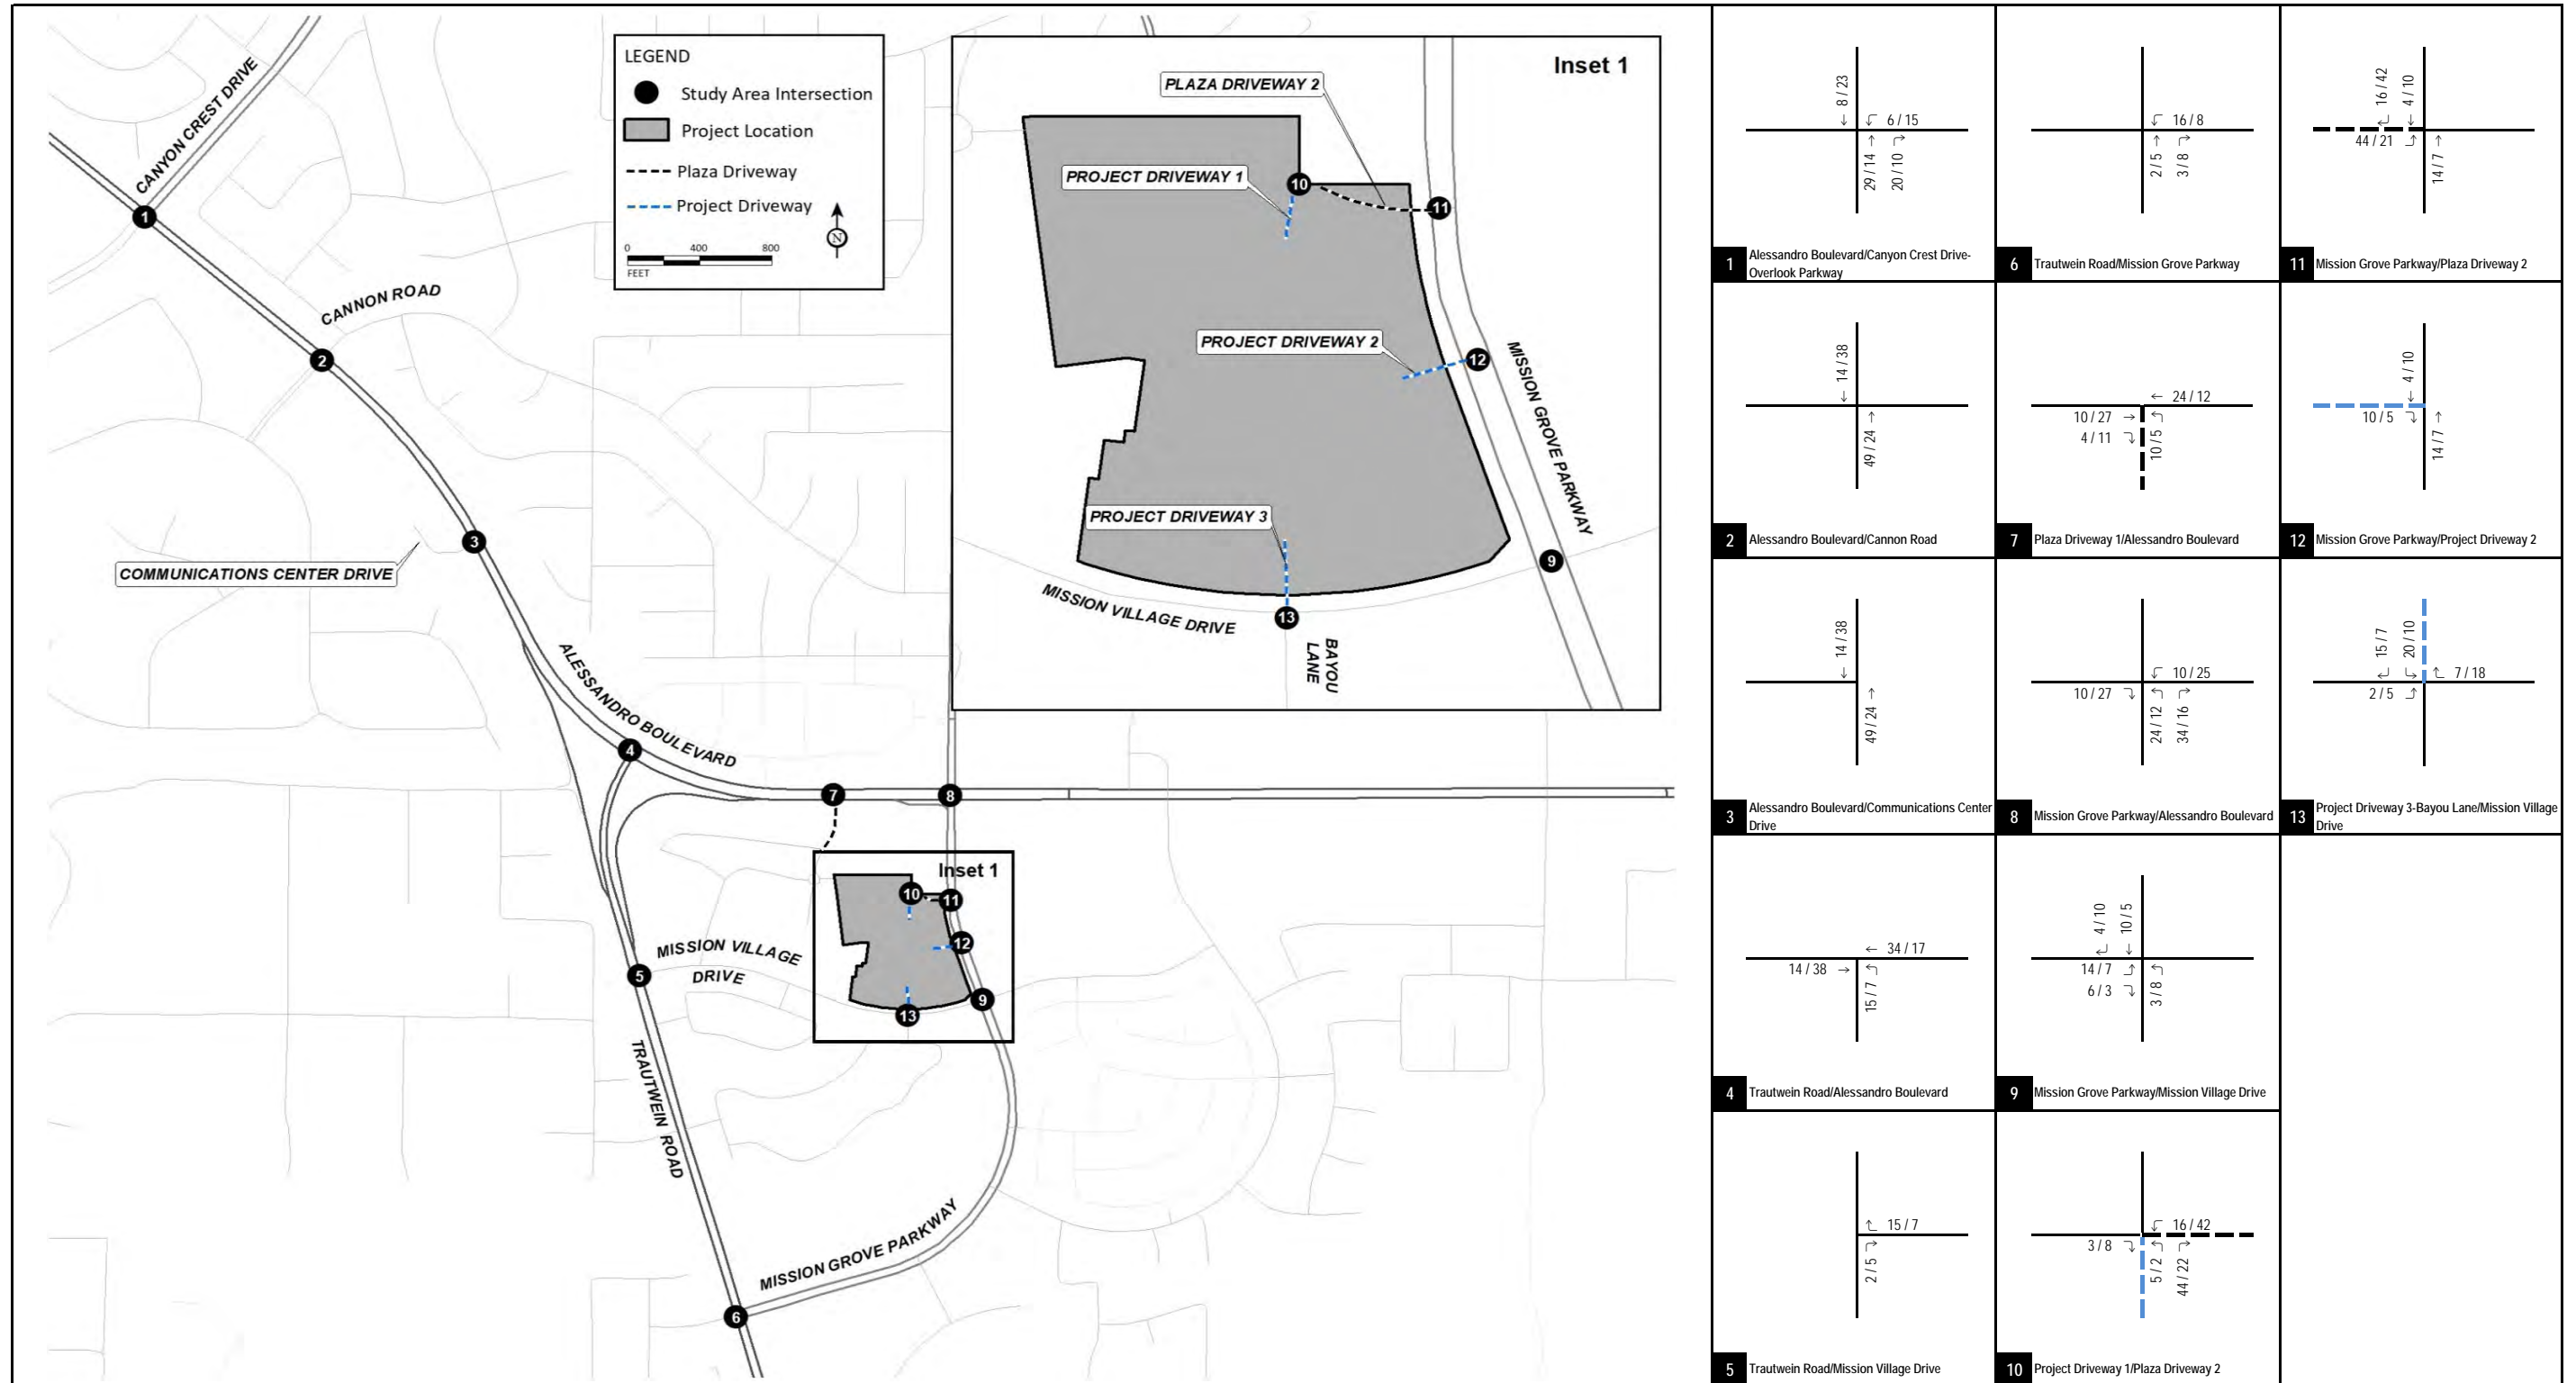 LEGEND
Study Area Intersection
Project Location
Plaza Driveway
Project Driveway
0 400 800
FEET
N
CANYON CREST DRIVE
CANNON ROAD
COMMUNICATIONS CENTER DRIVE
ALESSANDRO BOULEVARD
MISSION VILLAGE
DRIVE
TRAUTWEIN ROAD
MISSION GROVE PARKWAY
1
2
3
4
5
6
7
8
9
Inset 1
10
11
12
13
Inset 1
PLAZA DRIVEWAY 2
PROJECT DRIVEWAY 1
10
11
PROJECT DRIVEWAY 2
12
MISSION GROVE PARKWAY
PROJECT DRIVEWAY 3
9
MISSION VILLAGE DRIVE
13
BAYOU
LANE
8 / 23
6 / 15
29 / 14
20 / 10
1 Alessandro Boulevard/Canyon Crest Drive-
Overlook Parkway
16 / 8
2 / 5
3 / 8
6 Trautwein Road/Mission Grove Parkway
16 / 42
4 / 10
44 / 21
14 / 7
11 Mission Grove Parkway/Plaza Driveway 2
14 / 38
49 / 24
2 Alessandro Boulevard/Cannon Road
24 / 12
10 / 27
4 / 11
10 / 5
7 Plaza Driveway 1/Alessandro Boulevard
4 / 10
10 / 5
14 / 7
12 Mission Grove Parkway/Project Driveway 2
14 / 38
49 / 24
3 Alessandro Boulevard/Communications Center
Drive
10 / 25
10 / 27
24 / 12
34 / 16
8 Mission Grove Parkway/Alessandro Boulevard
15 / 7
20 / 10
7 / 18
2 / 5
13 Project Driveway 3-Bayou Lane/Mission Village
Drive
34 / 17
14 / 38
15 / 7
4 Trautwein Road/Alessandro Boulevard
4 / 10
10 / 5
14 / 7
6 / 3
3 / 8
9 Mission Grove Parkway/Mission Village Drive
15 / 7
2 / 5
5 Trautwein Road/Mission Village Drive
16 / 42
3 / 8
5 / 2
44 / 22
10 Project Driveway 1/Plaza Driveway 2